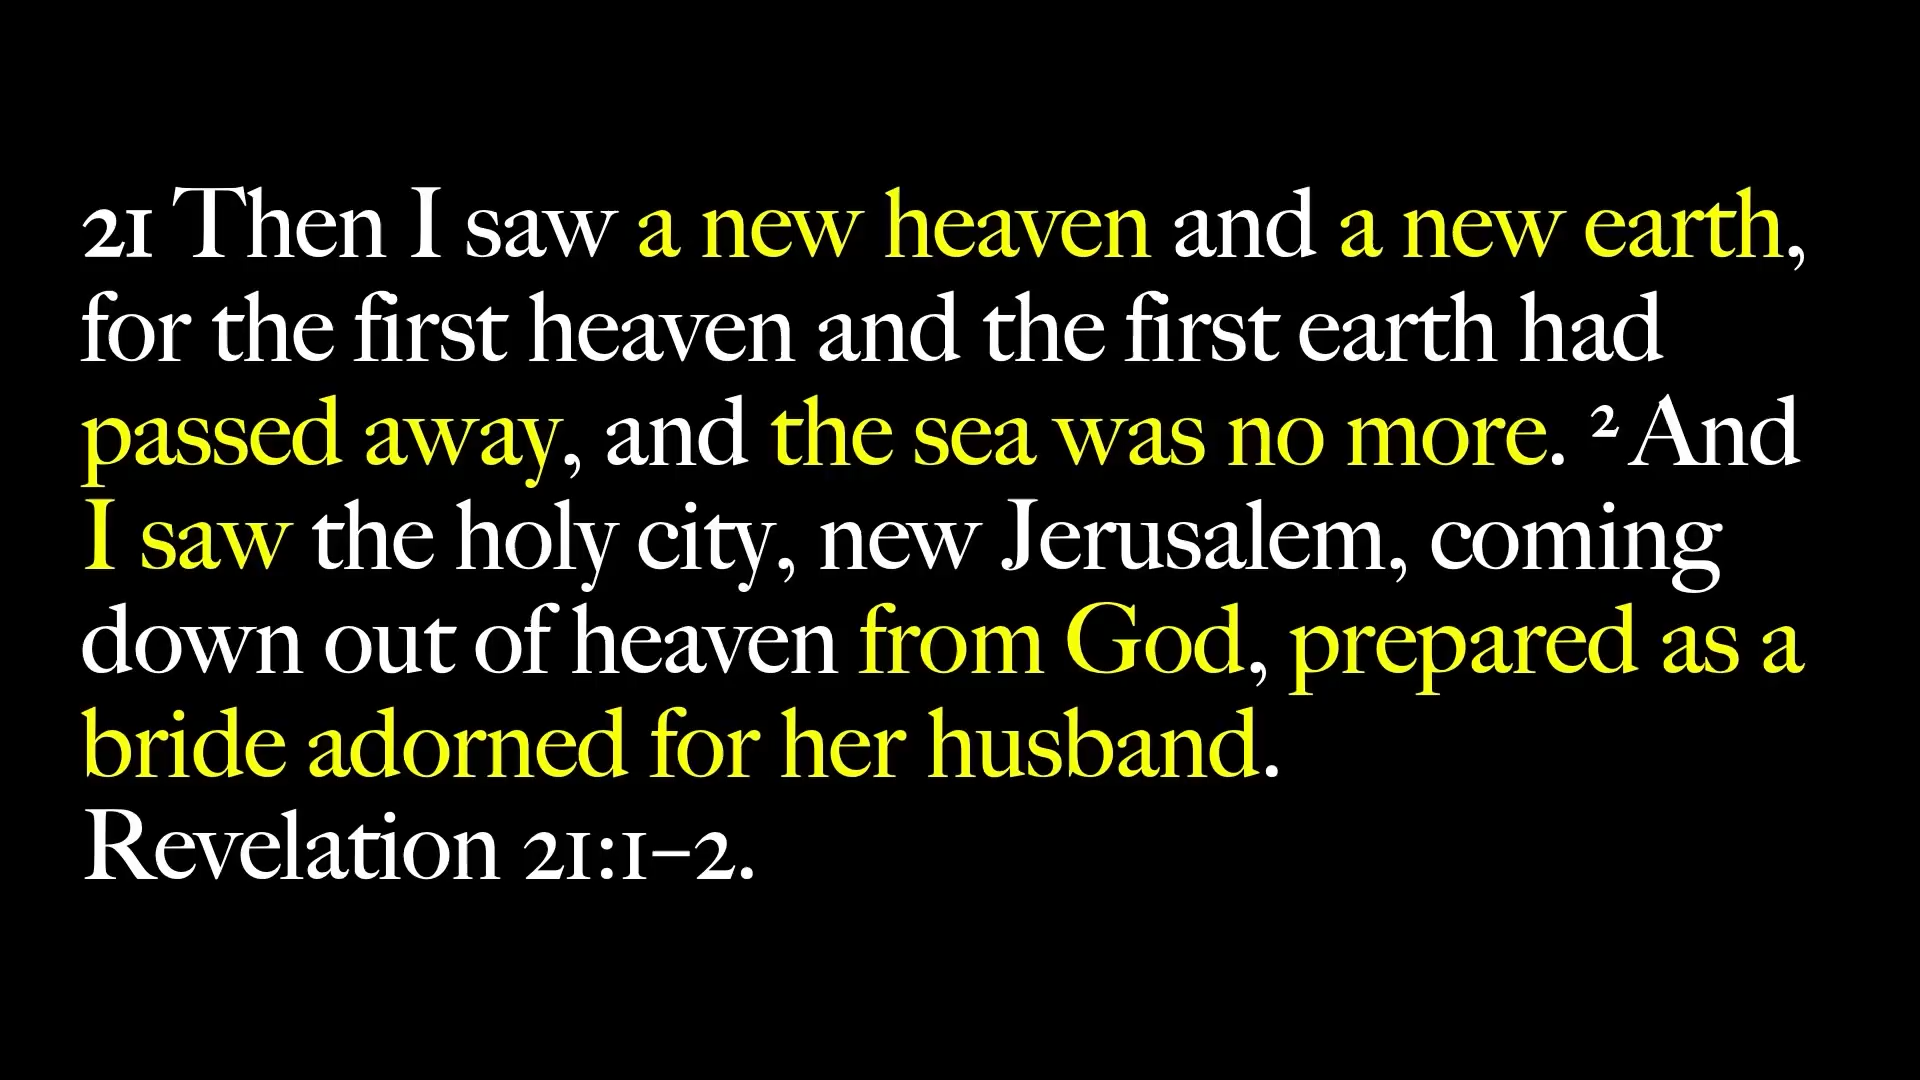 21 Then I saw a new heaven and a new earth,
for the first heaven and the first earth had
passed away, and the sea was no more. ² And
I saw the holy city, new Jerusalem, coming
down out of heaven from God, prepared as a
bride adorned for her husband.
Revelation 21:1–2.